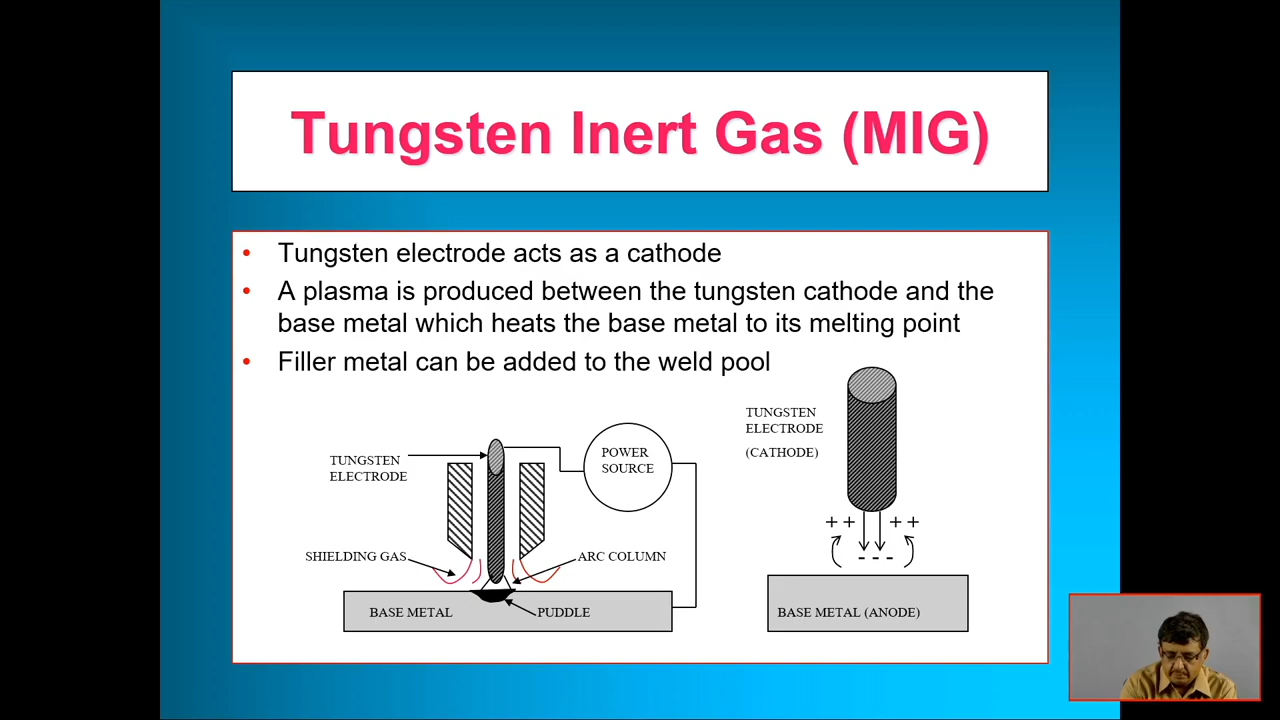 Tungsten Inert Gas (MIG)
• Tungsten electrode acts as a cathode
• A plasma is produced between the tungsten cathode and the
base metal which heats the base metal to its melting point
• Filler metal can be added to the weld pool
TUNGSTEN
ELECTRODE
POWER
SOURCE
SHIELDING GAS
ARC COLUMN
BASE METAL
PUDDLE
TUNGSTEN
ELECTRODE
(CATHODE)
+ + + +
- - -
BASE METAL (ANODE)